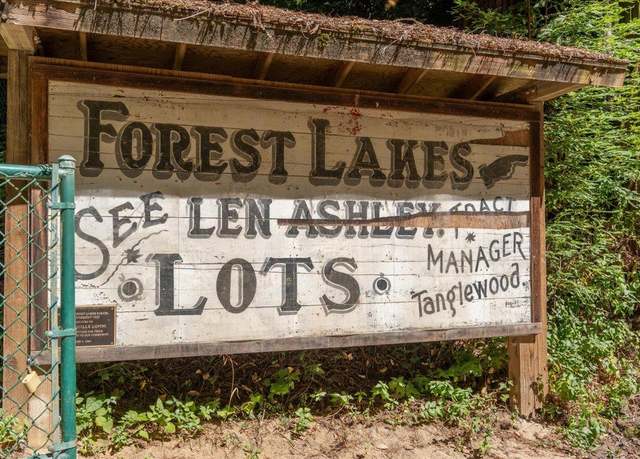 FOREST LAKES
SEE LEN ASHLEY. TRACT
MANAGER
LOTS
Tanglewood